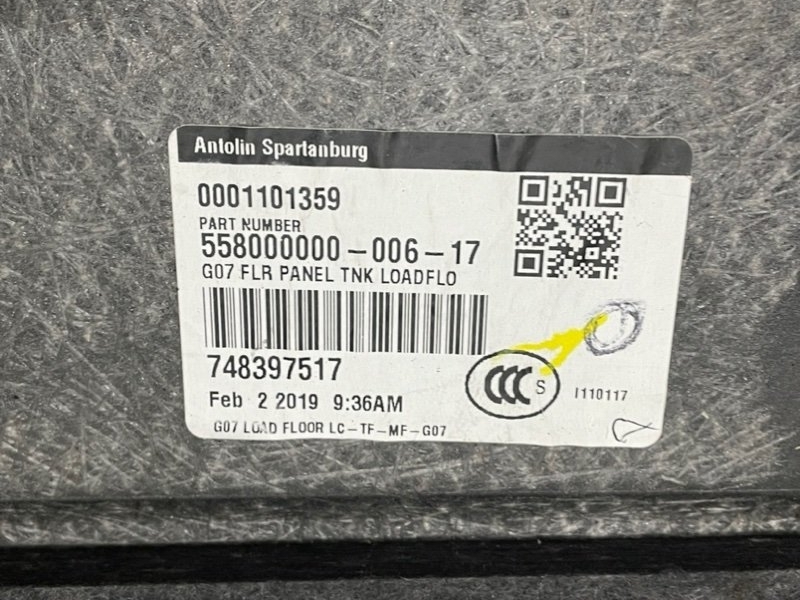 Antolin Spartanburg
0001101359
PART NUMBER
558000000-006-17
G07 FLR PANEL TNK LOADFLO
748397517
Feb 2 2019 9:36AM
CCC S
I110117
G07 LOAD FLOOR LC-TF-MF-G07